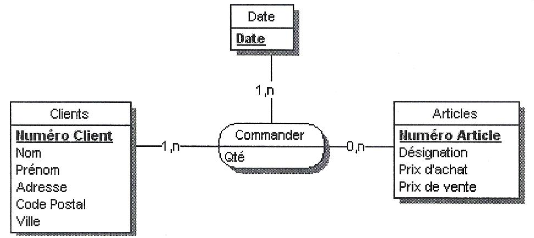 Date
Date
1,n
Clients
Numéro Client
Nom
Prénom
Adresse
Code Postal
Ville
1,n
Commander
Qté
0,n
Articles
Numéro Article
Désignation
Prix d'achat
Prix de vente